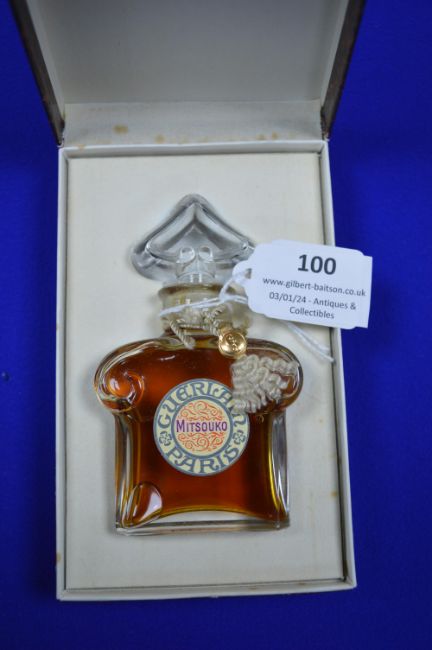 100
www.gilbert-baitson.co.uk
03/01/24 - Antiques &
Collectibles
GUERLAIN
MITSOUKO
PARIS